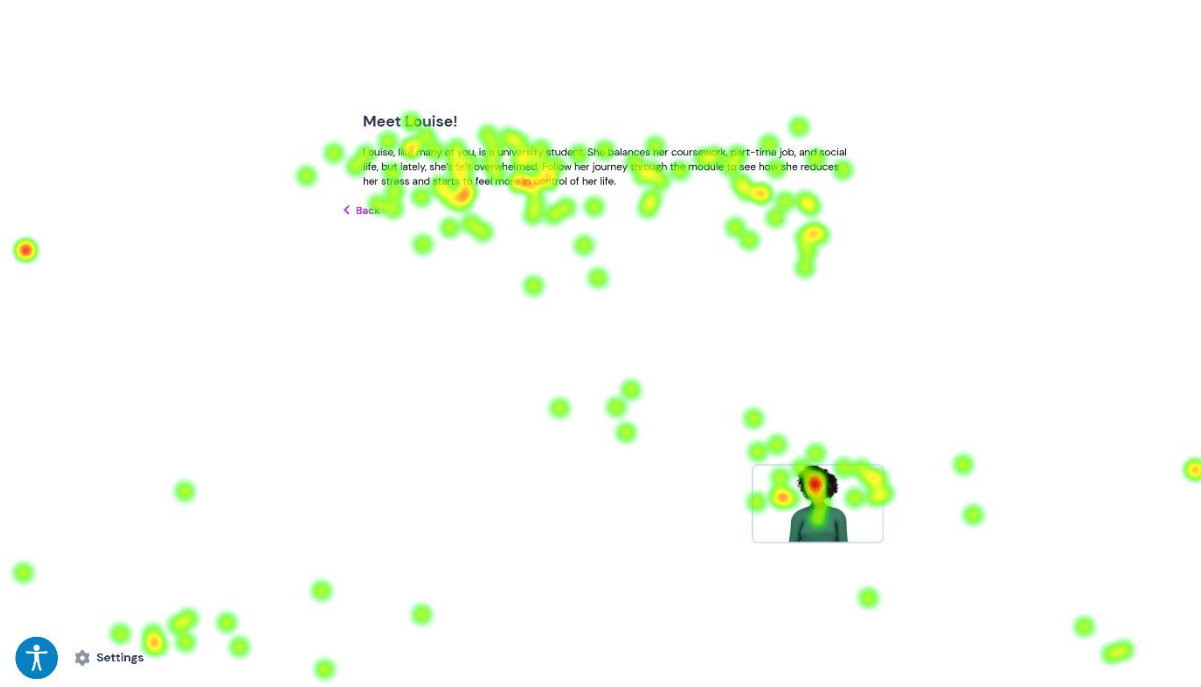 Meet Louise!
Louise, like many of you, is a university student. She balances her coursework, part-time job, and social
life, but lately, she's felt overwhelmed. Follow her journey through the module to see how she reduces
her stress and starts to feel more in control of her life.
Back
Settings